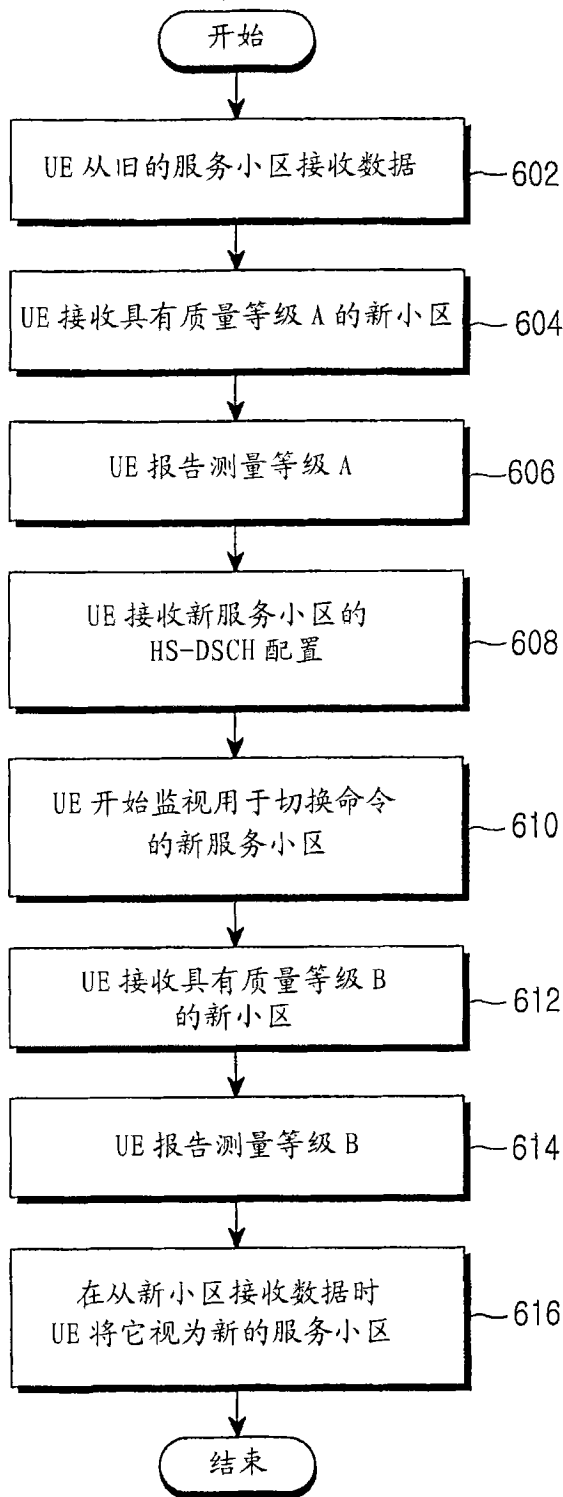 开始
UE 从旧的服务小区接收数据
602
UE 接收具有质量等级 A 的新小区
604
UE 报告测量等级 A
606
UE 接收新服务小区的
HS-DSCH 配置
608
UE 开始监视用于切换命令
的新服务小区
610
UE 接收具有质量等级 B
的新小区
612
UE 报告测量等级 B
614
在从新小区接收数据时
UE 将它视为新的服务小区
616
结束